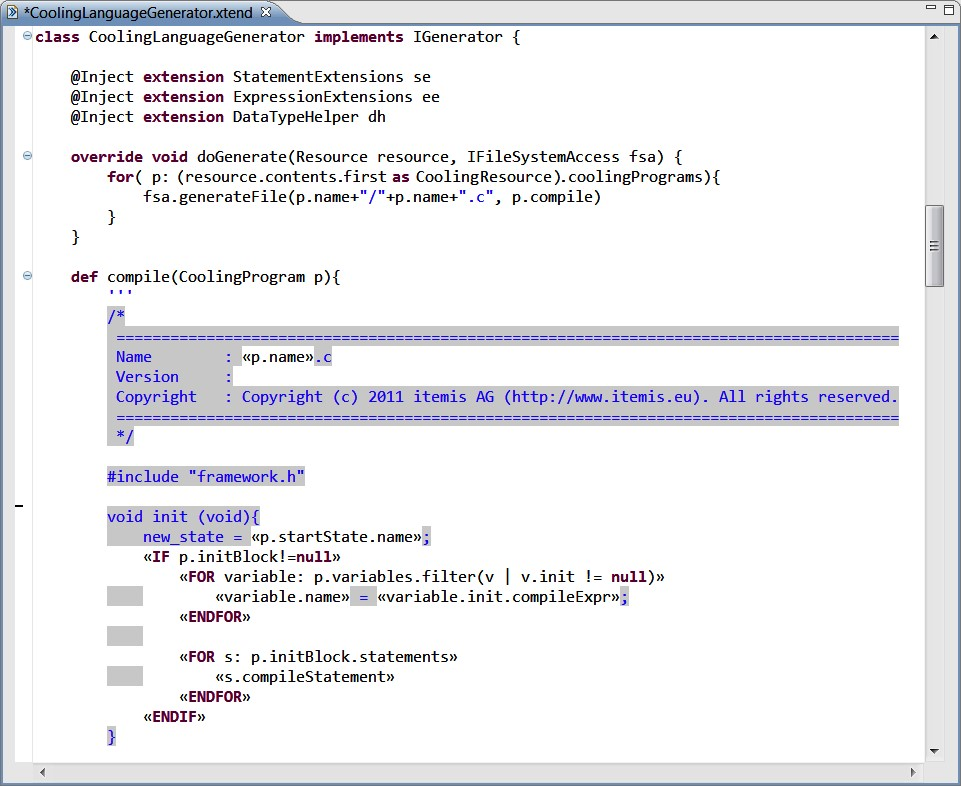 *CoolingLanguageGenerator.xtend
class CoolingLanguageGenerator implements IGenerator {
@Inject extension StatementExtensions se
@Inject extension ExpressionExtensions ee
@Inject extension DataTypeHelper dh
override void doGenerate(Resource resource, IFileSystemAccess fsa) {
for( p: (resource.contents.first as CoolingResource).coolingPrograms){
fsa.generateFile(p.name+"/"+p.name+".c", p.compile)
}
}
def compile(CoolingProgram p){
'''
/*
=======================================================================================
Name : «p.name».c
Version :
Copyright : Copyright (c) 2011 itemis AG (http://www.itemis.eu). All rights reserved.
=======================================================================================
*/
#include "framework.h"
void init (void){
new_state = «p.startState.name»;
«IF p.initBlock!=null»
«FOR variable: p.variables.filter(v | v.init != null)»
«variable.name» = «variable.init.compileExpr»;
«ENDFOR»
«FOR s: p.initBlock.statements»
«s.compileStatement»
«ENDFOR»
«ENDIF»
}